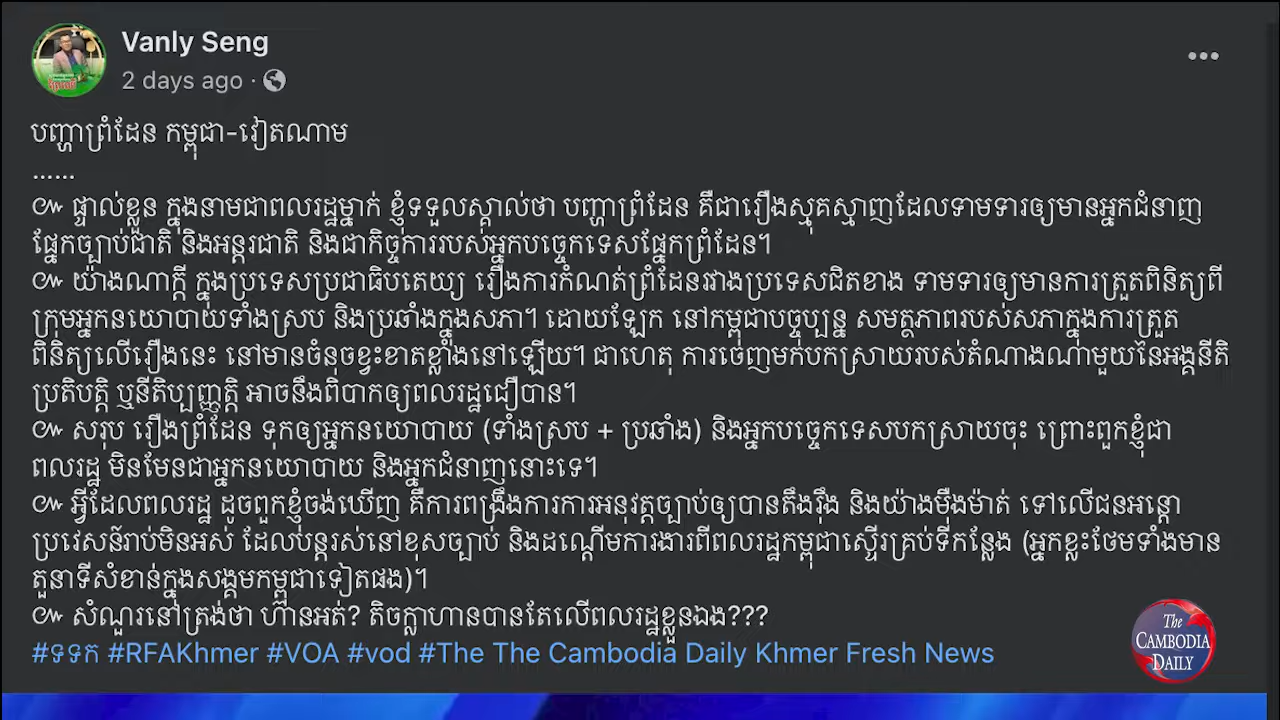 Vanly Seng
2 days ago ·
បញ្ហាព្រំដែន កម្ពុជា-វៀតណាម
......
៚ ផ្ទាល់ខ្លួន ក្នុងនាមជាពលរដ្ឋម្នាក់ ខ្ញុំទទួលស្គាល់ថា បញ្ហាព្រំដែន គឺជារឿងស្មុគស្មាញដែលទាមទារឲ្យមានអ្នកជំនាញ
ផ្នែកច្បាប់ជាតិ និងអន្តរជាតិ និងជាកិច្ចការរបស់អ្នកបច្ចេកទេសផ្នែកព្រំដែន។
៚ យ៉ាងណាក្តី ក្នុងប្រទេសប្រជាធិបតេយ្យ រឿងការកំណត់ព្រំដែនរវាងប្រទេសជិតខាង ទាមទារឲ្យមានការត្រួតពិនិត្យពី
ក្រុមអ្នកនយោបាយទាំងស្រប និងប្រឆាំងក្នុងសភា។ ដោយឡែក នៅកម្ពុជាបច្ចុប្បន្ន សមត្ថភាពរបស់សភាក្នុងការត្រួត
ពិនិត្យលើរឿងនេះ នៅមានចំនចខ្វះខាតខ្លាំងនៅឡើយ។ ជាហេតុ ការចេញមកបកស្រាយរបស់តំណាងណាមួយនៃអង្គនីតិ
ប្រតិបត្តិ ឬនីតិប្បញ្ញត្តិ អាចនឹងពិបាកឲ្យពលរដ្ឋជឿបាន។
៚ សរុប រឿងព្រំដែន ទុកឲ្យអ្នកនយោបាយ (ទាំងស្រប + ប្រឆាំង) និងអ្នកបច្ចេកទេសបកស្រាយចុះ ព្រោះពួកខ្ញុំជា
ពលរដ្ឋ មិនមែនជាអ្នកនយោបាយ និងអ្នកជំនាញនោះទេ។
៚ អ្វីដែលពលរដ្ឋ ដូចពួកខ្ញុំចង់ឃើញ គឺការពង្រឹងការការអនុវត្តច្បាប់ឲ្យបានតឹងរ៉ឹង និងយ៉ាងម៉ឺងម៉ាត់ ទៅលើជនអន្តោ
ប្រវេសន៍រាប់មិនអស់ ដែលបន្តរស់នៅខុសច្បាប់ និងដណ្តើមការងារពីពលរដ្ឋកម្ពុជាស្ទើរគ្រប់ទីកន្លែង (អ្នកខ្លះថែមទាំងមាន
តួនាទីសំខាន់ក្នុងសង្គមកម្ពុជាទៀតផង)។
៚ សំណួរនៅត្រង់ថា ហ៊ានអត់? តិចក្លាហានបានតែលើពលរដ្ឋខ្លួនឯង???
#ទទក #RFAKhmer #VOA #vod #The The Cambodia Daily Khmer Fresh News
The
CAMBODIA
DAILY